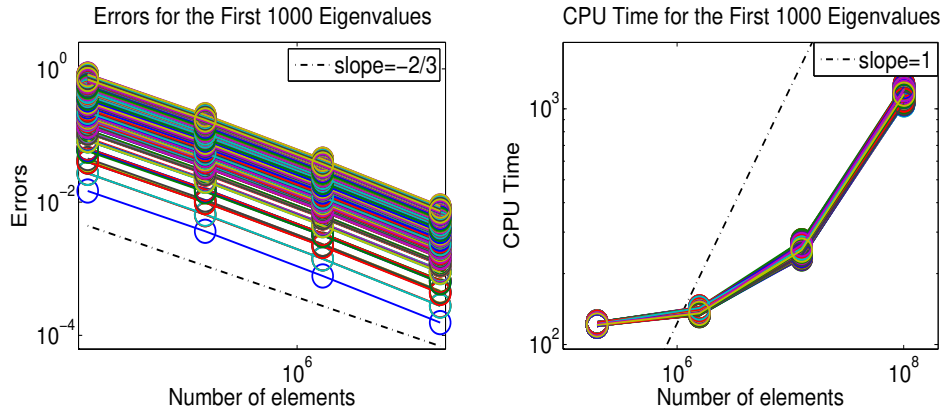 Errors for the First 1000 Eigenvalues
slope=−2/3
10^0
10^−2
10^−4
Errors
10^6
Number of elements
CPU Time for the First 1000 Eigenvalues
slope=1
10^3
10^2
CPU Time
10^6
10^8
Number of elements